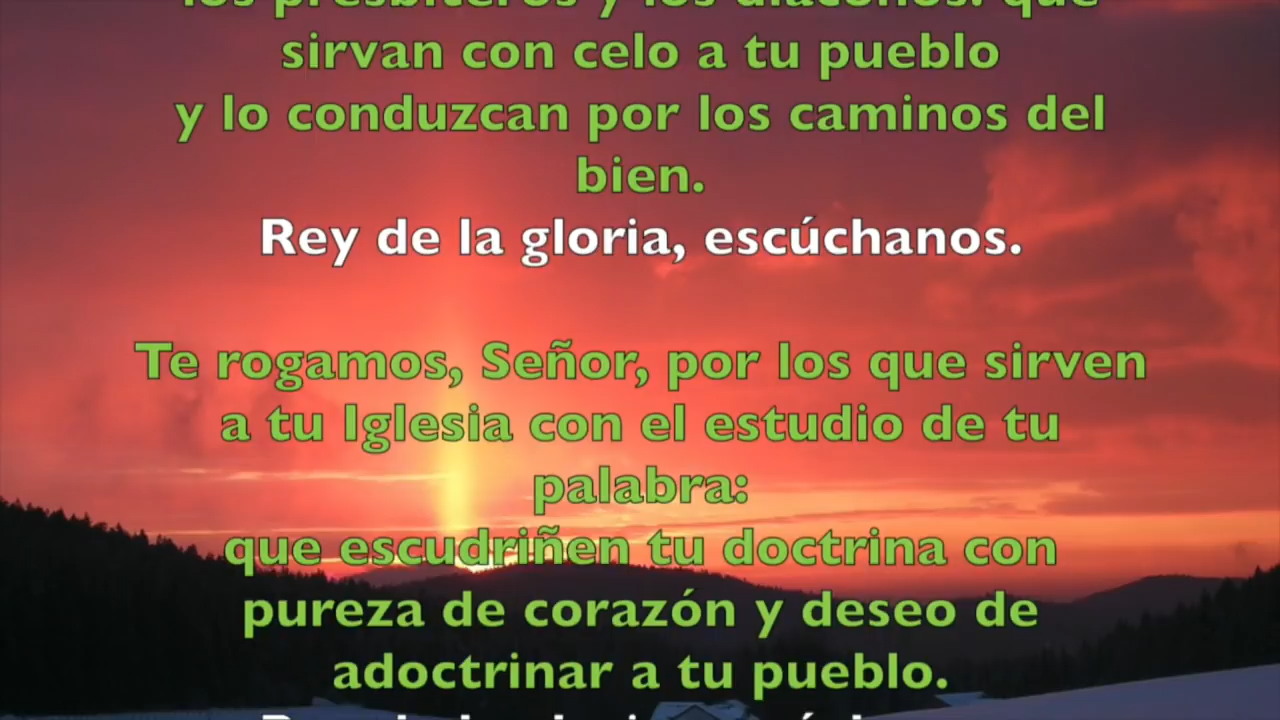 los presbíteros y los diáconos: que
sirvan con celo a tu pueblo
y lo conduzcan por los caminos del
bien.
Rey de la gloria, escúchanos.
Te rogamos, Señor, por los que sirven
a tu Iglesia con el estudio de tu
palabra:
que escudriñen tu doctrina con
pureza de corazón y deseo de
adoctrinar a tu pueblo.